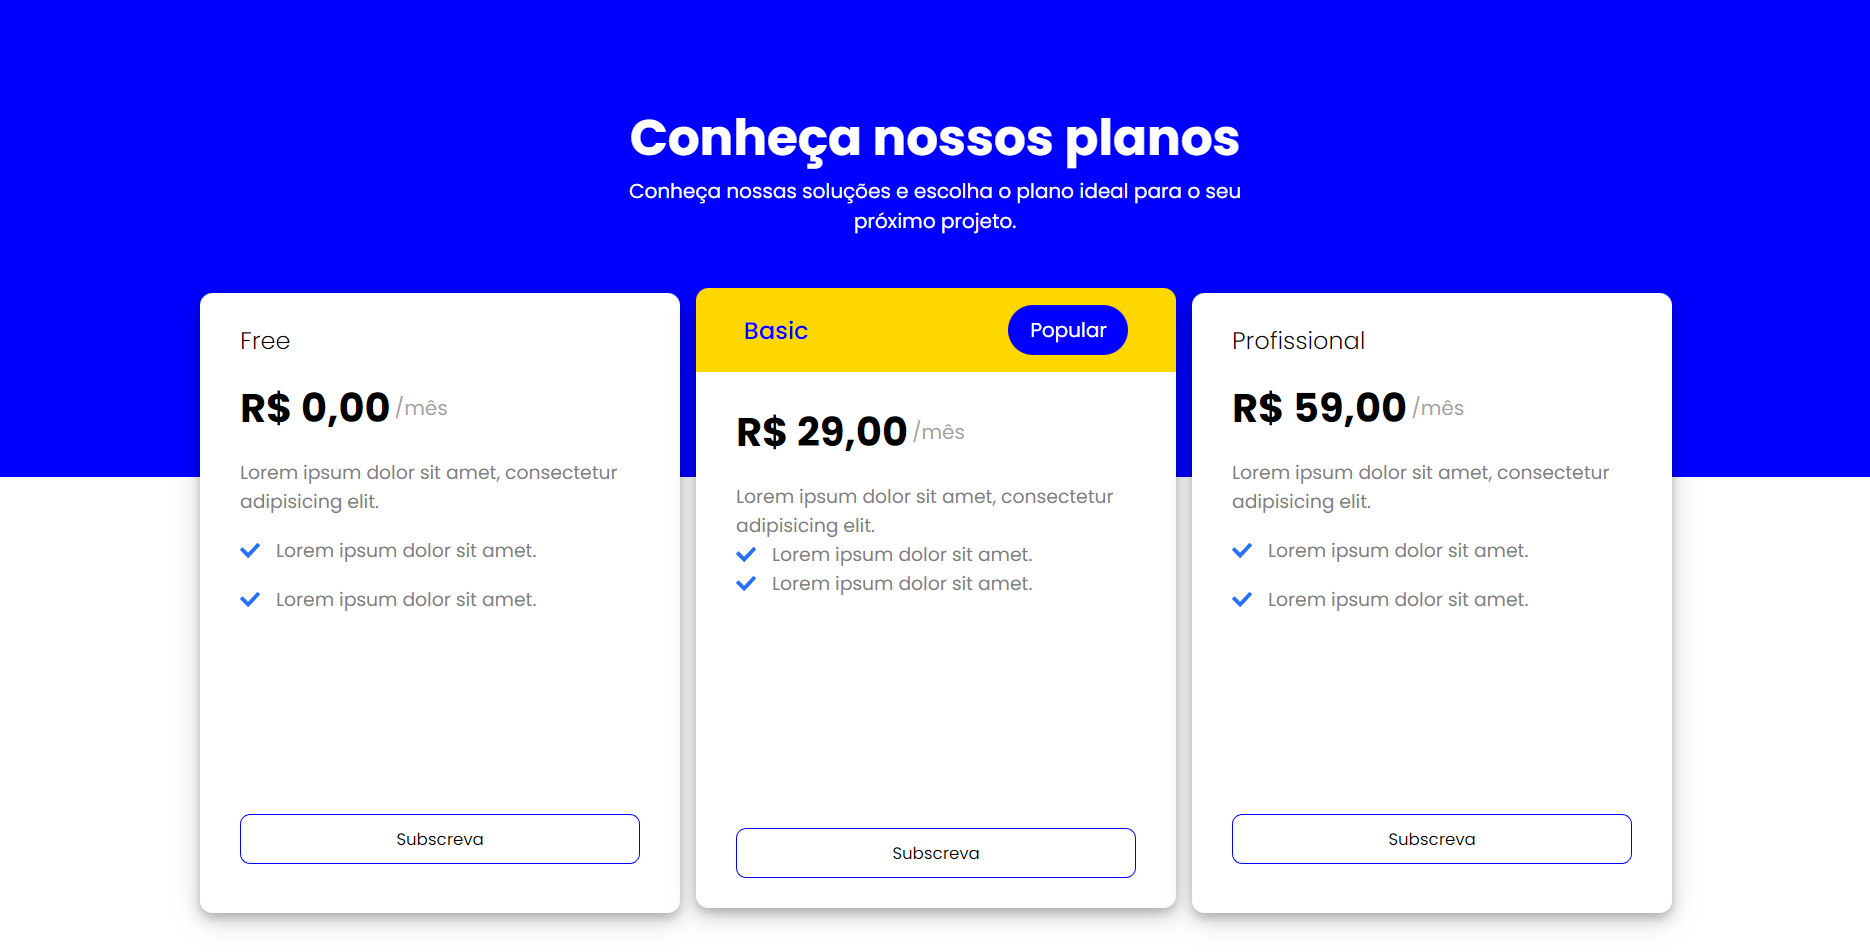 Conheça nossos planos
Conheça nossas soluções e escolha o plano ideal para o seu
próximo projeto.
Free
R$ 0,00 /mês
Lorem ipsum dolor sit amet, consectetur
adipisicing elit.
Lorem ipsum dolor sit amet.
Lorem ipsum dolor sit amet.
Subscreva
Basic
Popular
R$ 29,00 /mês
Lorem ipsum dolor sit amet, consectetur
adipisicing elit.
Lorem ipsum dolor sit amet.
Lorem ipsum dolor sit amet.
Subscreva
Profissional
R$ 59,00 /mês
Lorem ipsum dolor sit amet, consectetur
adipisicing elit.
Lorem ipsum dolor sit amet.
Lorem ipsum dolor sit amet.
Subscreva